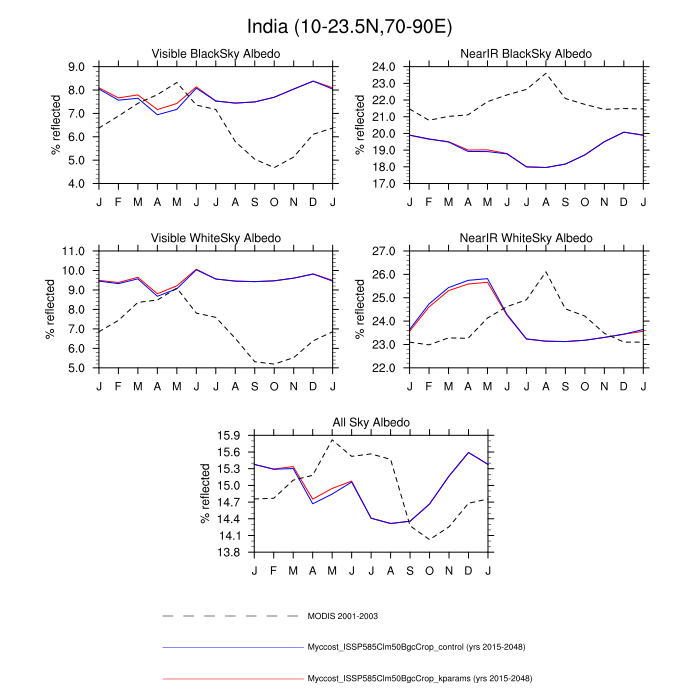 India (10-23.5N,70-90E)
Visible BlackSky Albedo
NearIR BlackSky Albedo
% reflected
9.0
8.0
7.0
6.0
5.0
4.0
J F M A M J J A S O N D J
% reflected
24.0
23.0
22.0
21.0
20.0
19.0
18.0
17.0
J F M A M J J A S O N D J
Visible WhiteSky Albedo
NearIR WhiteSky Albedo
% reflected
11.0
10.0
9.0
8.0
7.0
6.0
5.0
J F M A M J J A S O N D J
% reflected
27.0
26.0
25.0
24.0
23.0
22.0
J F M A M J J A S O N D J
All Sky Albedo
% reflected
15.9
15.6
15.3
15.0
14.7
14.4
14.1
13.8
J F M A M J J A S O N D J
MODIS 2001-2003
Myccost_ISSP585Clm50BgcCrop_control (yrs 2015-2048)
Myccost_ISSP585Clm50BgcCrop_kparams (yrs 2015-2048)